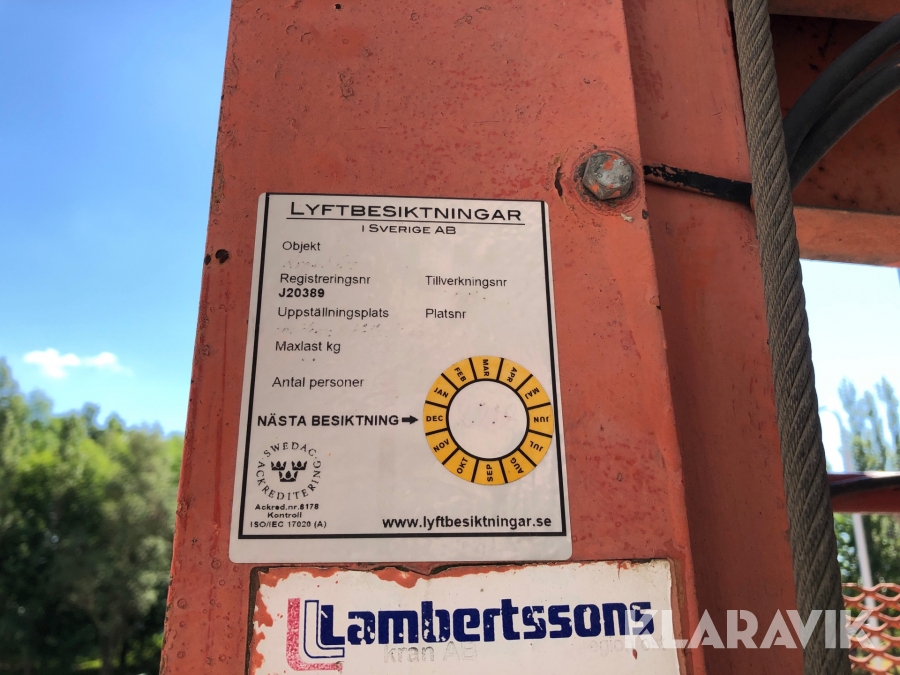 LYFTBESIKTNINGAR
I SVERIGE AB
Objekt
Registreringsnr Tillverkningsnr
J20389
Uppställningsplats Platsnr
Maxlast kg
Antal personer
NÄSTA BESIKTNING
JAN FEB MAR APR MAJ JUN JUL AUG SEP OKT NOV DEC
SWEDAC
ACKREDITERING
Ackred.nr.8178
Kontroll
ISO/IEC 17020 (A)
www.lyftbesiktningar.se
Lambertssons
kran AB
KLARAVIK